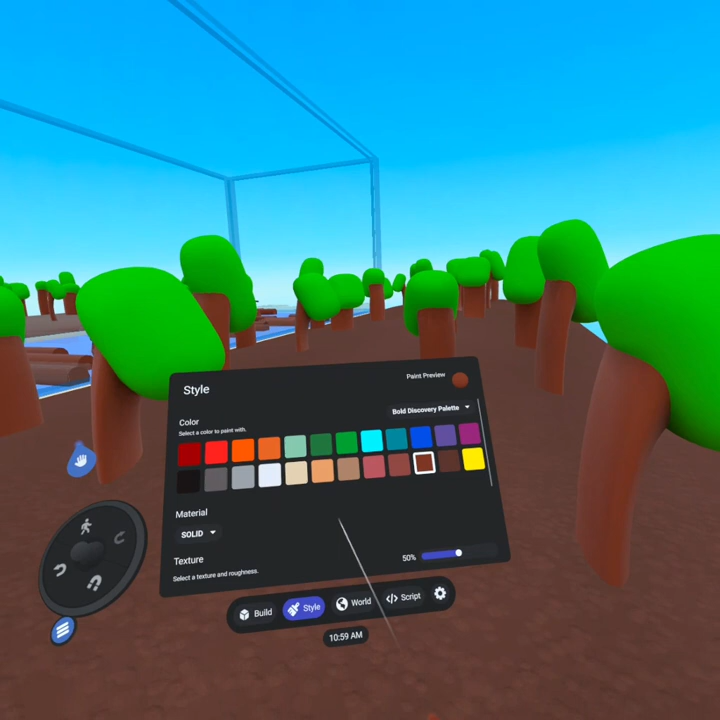 Style
Paint Preview
Bold Discovery Palette
Color
Select a color to paint with.
Material
SOLID
Texture
Select a texture and roughness.
50%
Build
Style
World
Script
10:59 AM